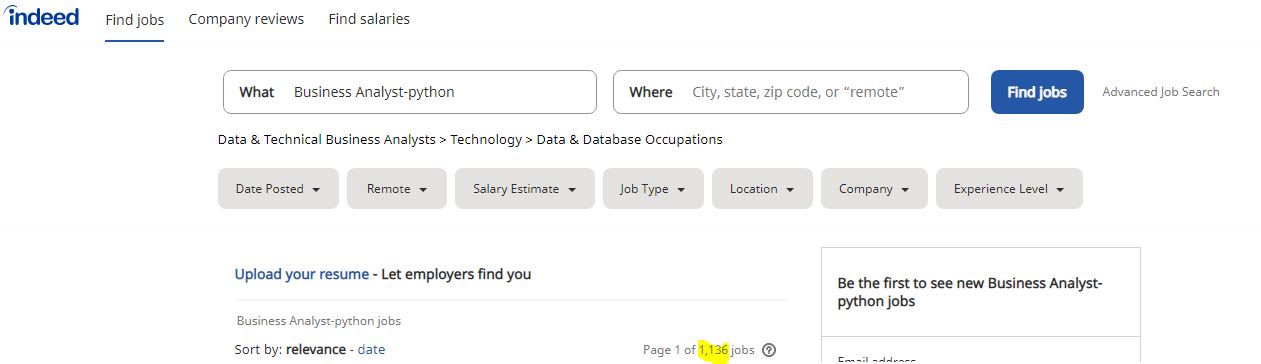 indeed Find jobs Company reviews Find salaries
What Business Analyst-python Where City, state, zip code, or “remote” Find jobs Advanced Job Search
Data & Technical Business Analysts > Technology > Data & Database Occupations
Date Posted Remote Salary Estimate Job Type Location Company Experience Level
Upload your resume - Let employers find you
Business Analyst-python jobs
Sort by: relevance - date Page 1 of 1,136 jobs ?
Be the first to see new Business Analyst-
python jobs
Email address